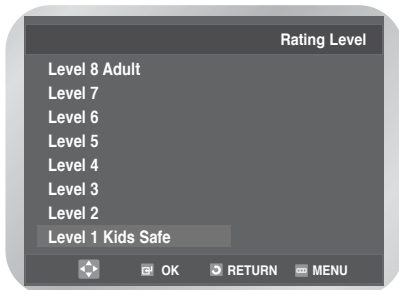 Rating Level
Level 8 Adult
Level 7
Level 6
Level 5
Level 4
Level 3
Level 2
Level 1 Kids Safe
OK RETURN MENU